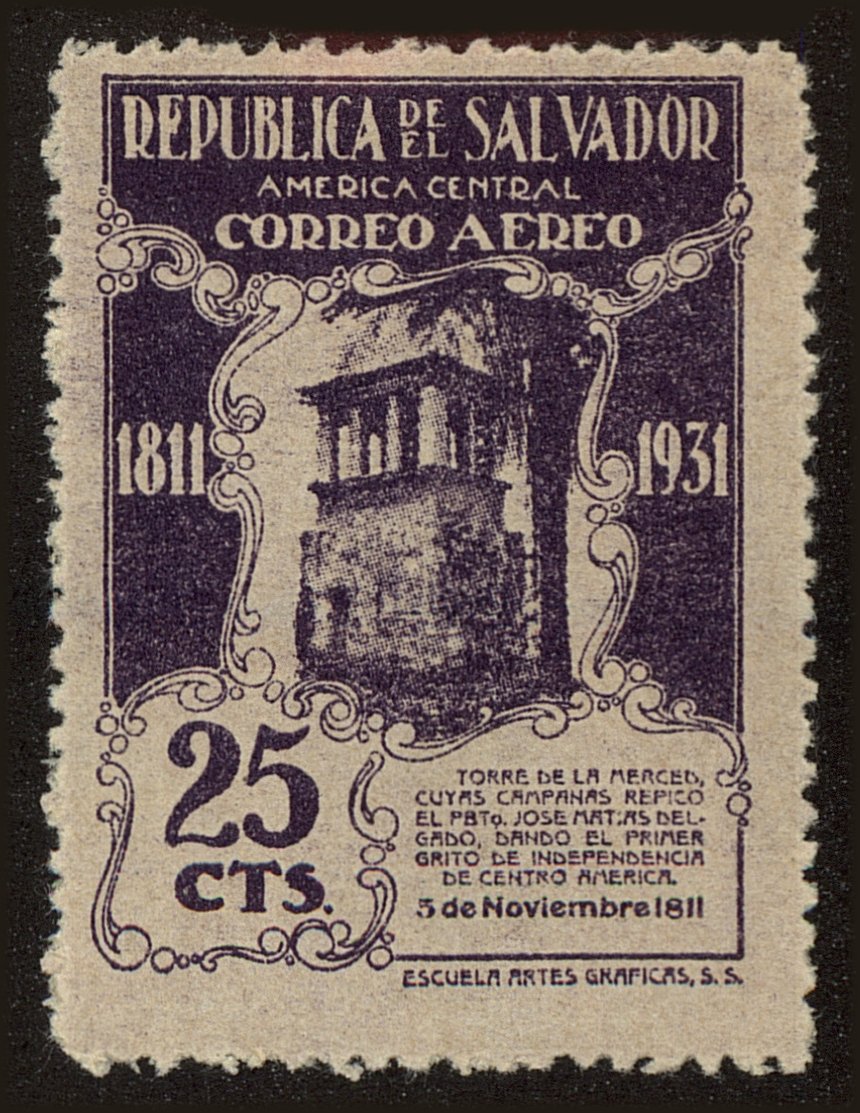 REPUBLICA DE EL SALVADOR
AMERICA CENTRAL
CORREO AEREO
1811 1931
25
CTS.
TORRE DE LA MERCED,
CUYAS CAMPANAS REPICO
EL PBTO. JOSE MATIAS DEL-
GADO, DANDO EL PRIMER
GRITO DE INDEPENDENCIA
DE CENTRO AMERICA.
5 de Noviembre 1811
ESCUELA ARTES GRAFICAS, S. S.